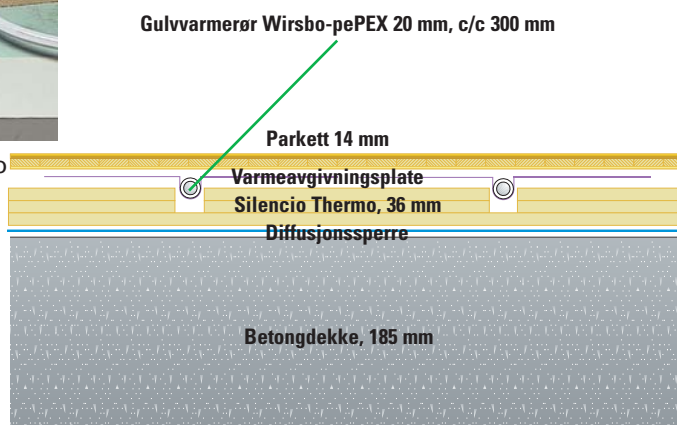 Gulvvarmerør Wirsbo-pePEX 20 mm, c/c 300 mm
Parkett 14 mm
o
Varmeavgivningsplate
Silencio Thermo, 36 mm
Diffusjonssperre
Betongdekke, 185 mm